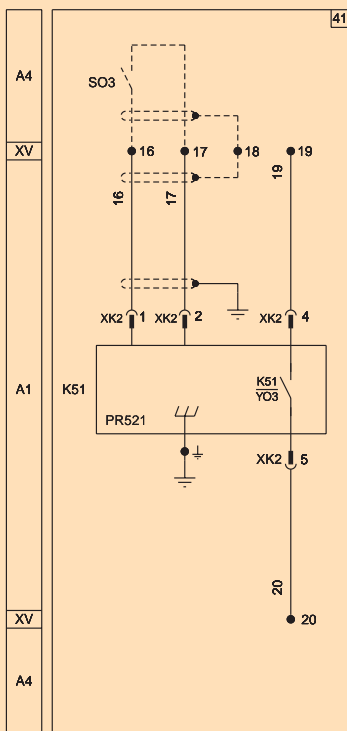 41
A4
SO3
XV
16
17
18
19
16
17
19
XK2 1
XK2 2
XK2 4
A1
K51
K51
YO3
PR521
XK2 5
20
XV
20
A4